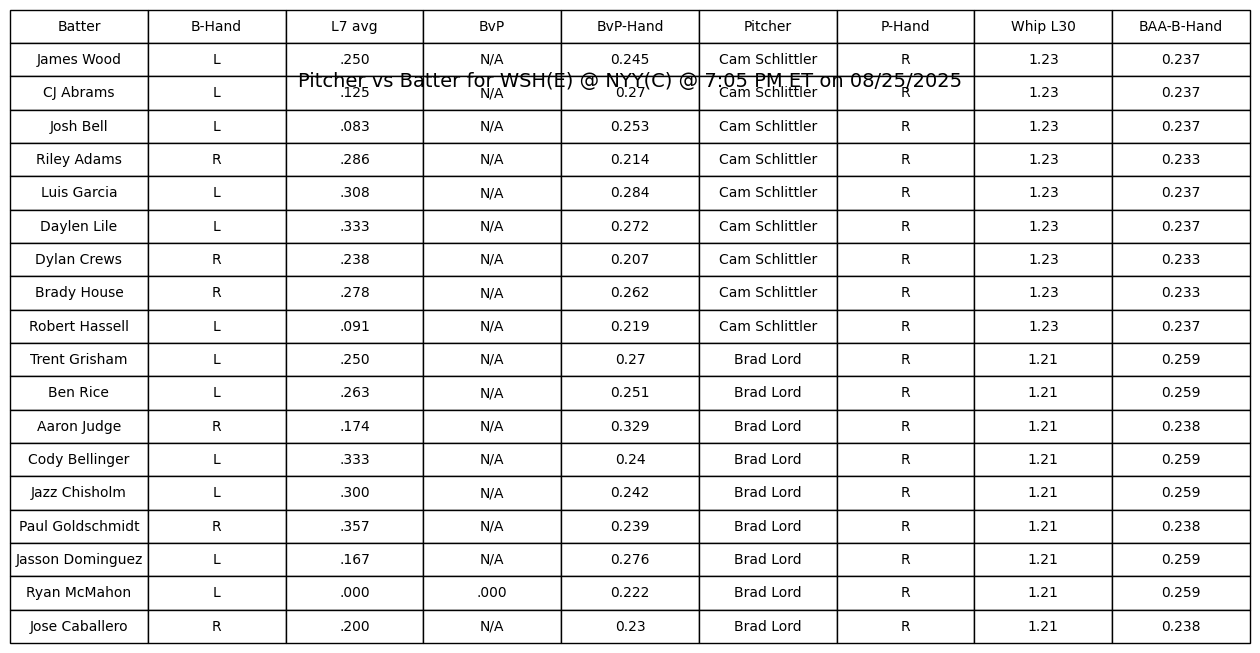 Batter B-Hand L7 avg BvP BvP-Hand Pitcher P-Hand Whip L30 BAA-B-Hand
James Wood L .250 N/A 0.245 Cam Schlittler R 1.23 0.237
Pitcher vs Batter for WSH(E) @ NYY(C) @ 7:05 PM ET on 08/25/2025
CJ Abrams L .125 N/A 0.27 Cam Schlittler R 1.23 0.237
Josh Bell L .083 N/A 0.253 Cam Schlittler R 1.23 0.237
Riley Adams R .286 N/A 0.214 Cam Schlittler R 1.23 0.233
Luis Garcia L .308 N/A 0.284 Cam Schlittler R 1.23 0.237
Daylen Lile L .333 N/A 0.272 Cam Schlittler R 1.23 0.237
Dylan Crews R .238 N/A 0.207 Cam Schlittler R 1.23 0.233
Brady House R .278 N/A 0.262 Cam Schlittler R 1.23 0.233
Robert Hassell L .091 N/A 0.219 Cam Schlittler R 1.23 0.237
Trent Grisham L .250 N/A 0.27 Brad Lord R 1.21 0.259
Ben Rice L .263 N/A 0.251 Brad Lord R 1.21 0.259
Aaron Judge R .174 N/A 0.329 Brad Lord R 1.21 0.238
Cody Bellinger L .333 N/A 0.24 Brad Lord R 1.21 0.259
Jazz Chisholm L .300 N/A 0.242 Brad Lord R 1.21 0.259
Paul Goldschmidt R .357 N/A 0.239 Brad Lord R 1.21 0.238
Jasson Dominguez L .167 N/A 0.276 Brad Lord R 1.21 0.259
Ryan McMahon L .000 .000 0.222 Brad Lord R 1.21 0.259
Jose Caballero R .200 N/A 0.23 Brad Lord R 1.21 0.238